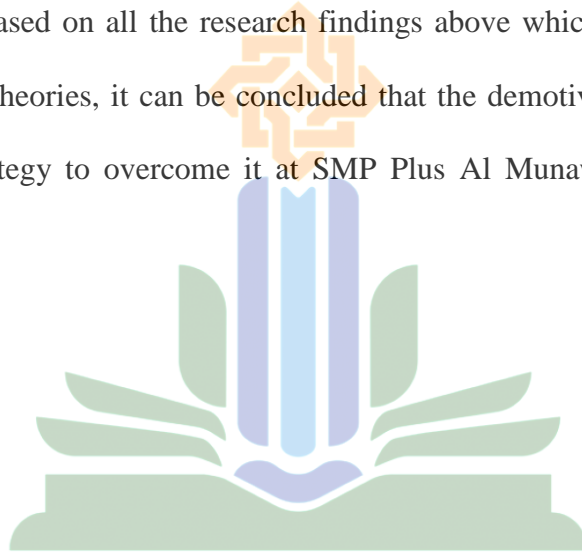 ased on all the research findings above whic
heories, it can be concluded that the demotiv
tegy to overcome it at SMP Plus Al Muna